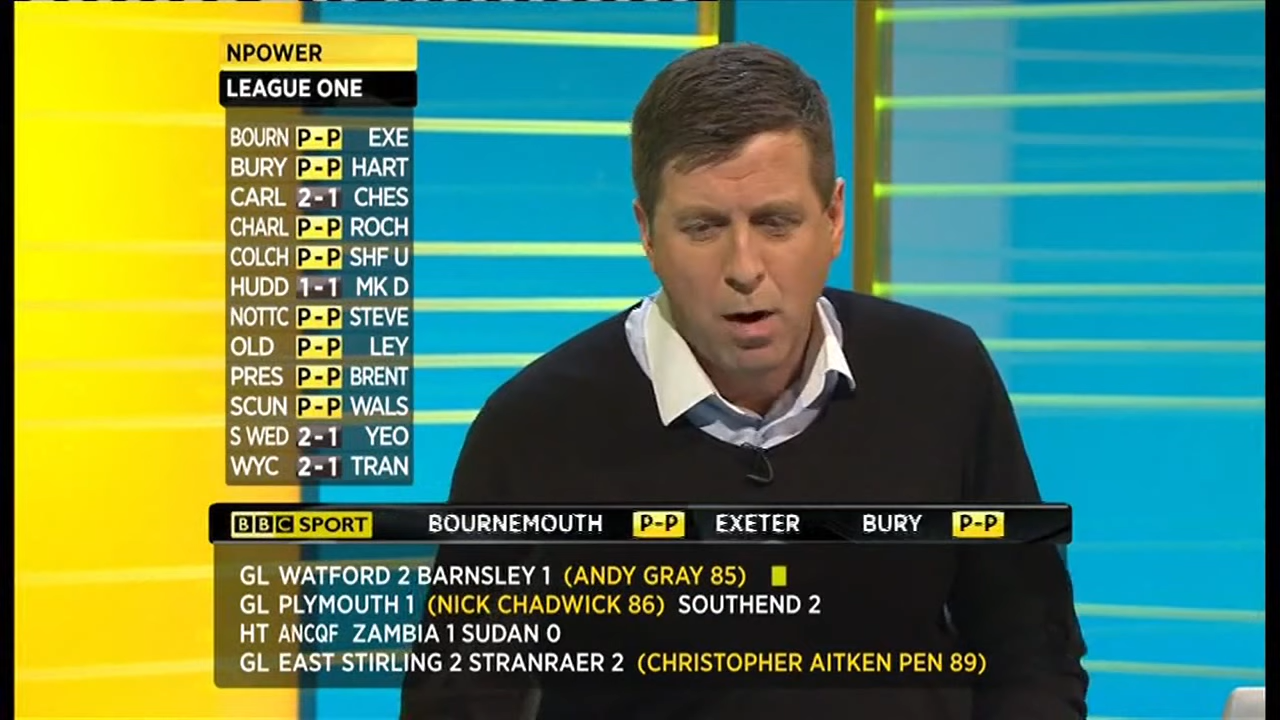 NPOWER
LEAGUE ONE
BOURN P-P EXE
BURY P-P HART
CARL 2-1 CHES
CHARL P-P ROCH
COLCH P-P SHF U
HUDD 1-1 MK D
NOTTC P-P STEVE
OLD P-P LEY
PRES P-P BRENT
SCUN P-P WALS
S WED 2-1 YEO
WYC 2-1 TRAN
BBC SPORT BOURNEMOUTH P-P EXETER BURY P-P
GL WATFORD 2 BARNSLEY 1 (ANDY GRAY 85)
GL PLYMOUTH 1 (NICK CHADWICK 86) SOUTHEND 2
HT ANCQF ZAMBIA 1 SUDAN 0
GL EAST STIRLING 2 STRANRAER 2 (CHRISTOPHER AITKEN PEN 89)